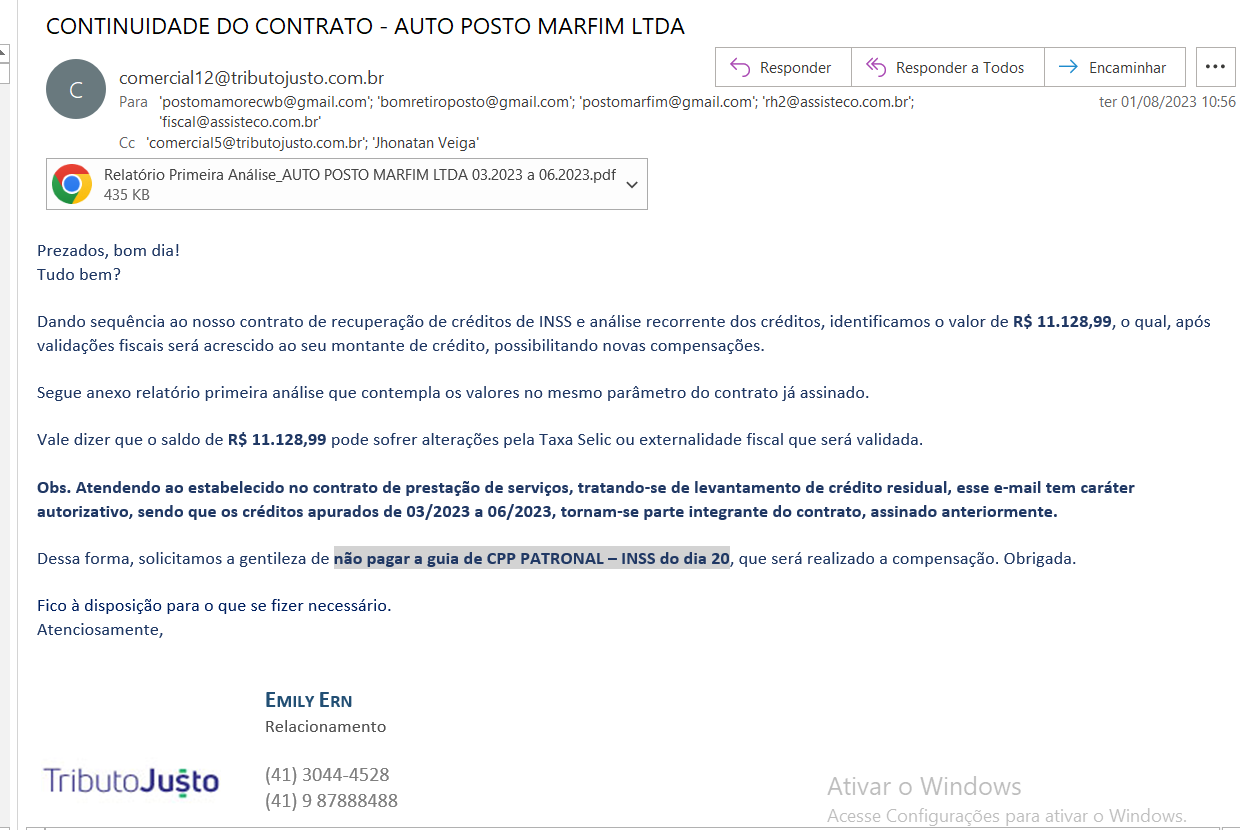 CONTINUIDADE DO CONTRATO - AUTO POSTO MARFIM LTDA
C
comercial12@tributojusto.com.br
Responder
Responder a Todos
Encaminhar
Para 'postomamorecwb@gmail.com'; 'bomretiroposto@gmail.com'; 'postomarfim@gmail.com'; 'rh2@assisteco.com.br';
'fiscal@assisteco.com.br'
ter 01/08/2023 10:56
Cc 'comercial5@tributojusto.com.br'; 'Jhonatan Veiga'
Relatório Primeira Análise_AUTO POSTO MARFIM LTDA 03.2023 a 06.2023.pdf
435 KB
Prezados, bom dia!
Tudo bem?
Dando sequência ao nosso contrato de recuperação de créditos de INSS e análise recorrente dos créditos, identificamos o valor de R$ 11.128,99, o qual, após
validações fiscais será acrescido ao seu montante de crédito, possibilitando novas compensações.
Segue anexo relatório primeira análise que contempla os valores no mesmo parâmetro do contrato já assinado.
Vale dizer que o saldo de R$ 11.128,99 pode sofrer alterações pela Taxa Selic ou externalidade fiscal que será validada.
Obs. Atendendo ao estabelecido no contrato de prestação de serviços, tratando-se de levantamento de crédito residual, esse e-mail tem caráter
autorizativo, sendo que os créditos apurados de 03/2023 a 06/2023, tornam-se parte integrante do contrato, assinado anteriormente.
Dessa forma, solicitamos a gentileza de não pagar a guia de CPP PATRONAL – INSS do dia 20, que será realizado a compensação. Obrigada.
Fico à disposição para o que se fizer necessário.
Atenciosamente,
EMILY ERN
Relacionamento
TributoJusto
(41) 3044-4528
(41) 9 87888488
Ativar o Windows
Acesse Configurações para ativar o Windows.